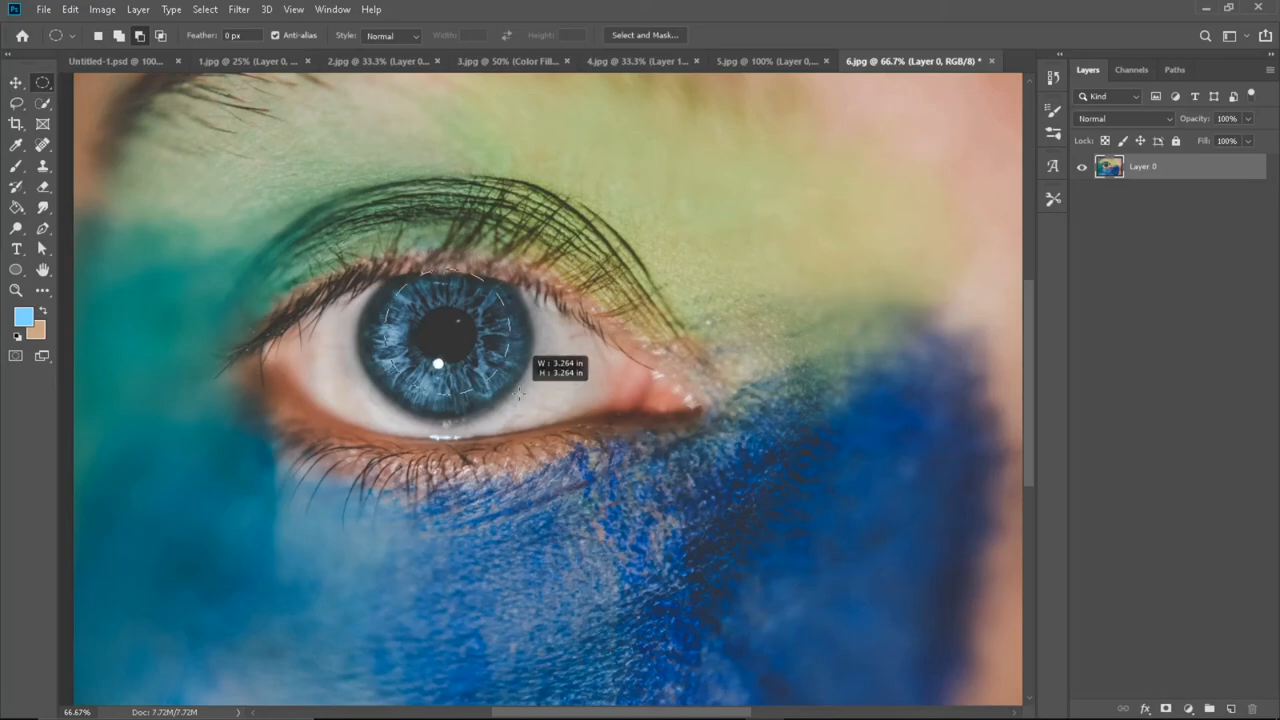 Ps File Edit Image Layer Type Select Filter 3D View Window Help
Feather: 0 px Anti-alias Style: Normal Width: Height: Select and Mask...
Untitled-1.psd @ 100... × 1.jpg @ 25% (Layer 0, ... × 2.jpg @ 33.3% (Layer 0... × 3.jpg @ 50% (Color Fill... × 4.jpg @ 33.3% (Layer 1... × 5.jpg @ 100% (Layer 0,... × 6.jpg @ 66.7% (Layer 0, RGB/8) * ×
Layers Channels Paths
Kind
Normal Opacity: 100%
Lock: Fill: 100%
Layer 0
W : 3.264 in
H : 3.264 in
66.67% Doc: 7.72M/7.72M